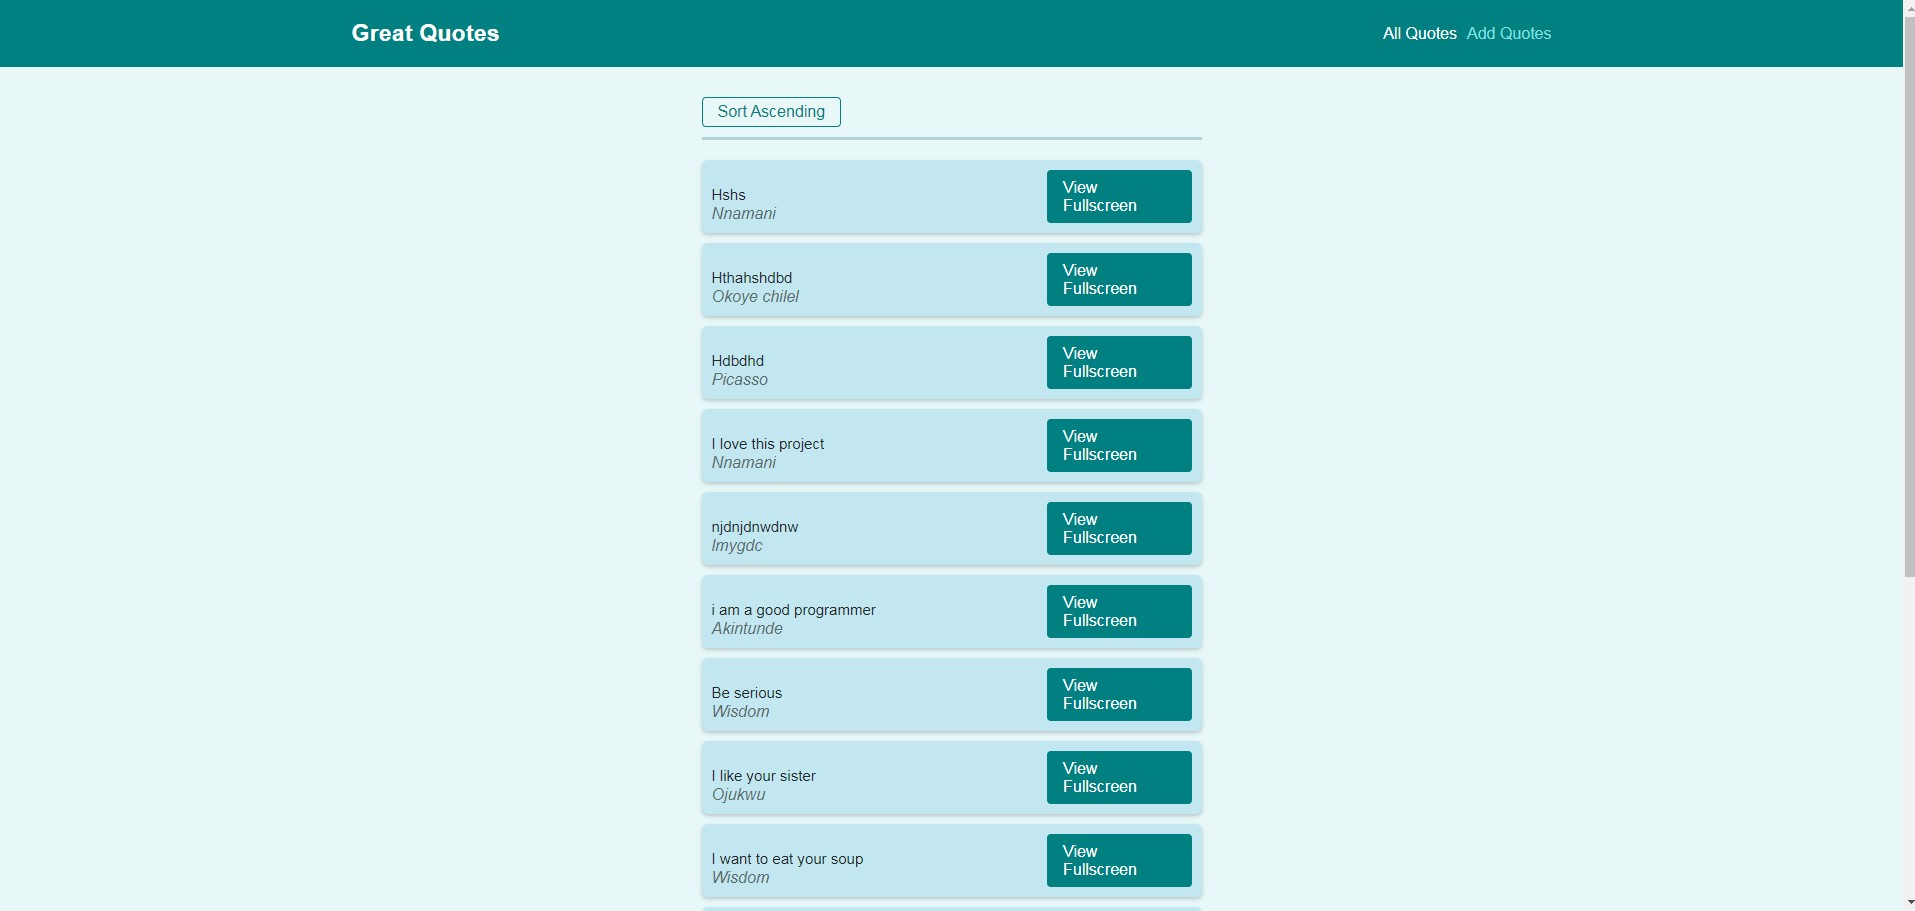 Great Quotes
All Quotes Add Quotes
Sort Ascending
Hshs
Nnamani
View
Fullscreen
Hthahshdbd
Okoye chilel
View
Fullscreen
Hdbdhd
Picasso
View
Fullscreen
I love this project
Nnamani
View
Fullscreen
njdnjdnwdnw
Imygdc
View
Fullscreen
i am a good programmer
Akintunde
View
Fullscreen
Be serious
Wisdom
View
Fullscreen
I like your sister
Ojukwu
View
Fullscreen
I want to eat your soup
Wisdom
View
Fullscreen